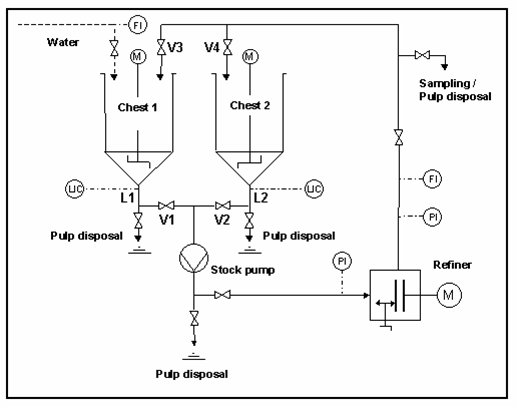 FI
Water
V3
V4
M
M
Sampling /
Pulp disposal
Chest 1
Chest 2
LIC
L1
L2
LIC
FI
V1
V2
PI
Pulp disposal
Pulp disposal
Stock pump
PI
Refiner
M
Pulp disposal